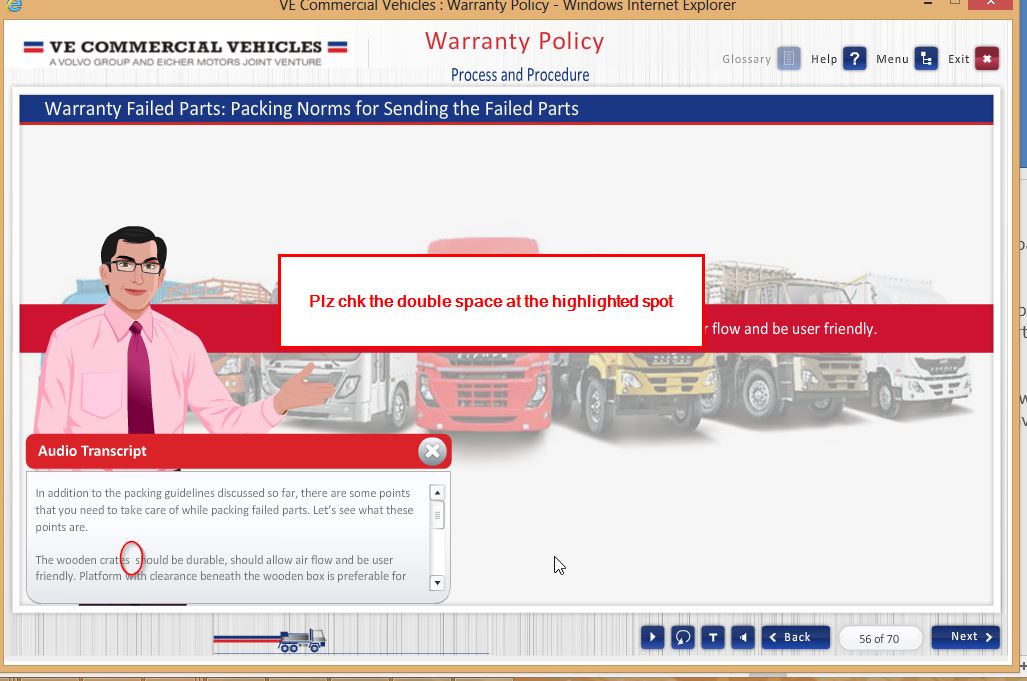 VE Commercial Vehicles : Warranty Policy - Windows Internet Explorer
VE COMMERCIAL VEHICLES
A VOLVO GROUP AND EICHER MOTORS JOINT VENTURE
Warranty Policy
Process and Procedure
Glossary Help ? Menu Exit
Warranty Failed Parts: Packing Norms for Sending the Failed Parts
Plz chk the double space at the highlighted spot
r flow and be user friendly.
Audio Transcript
In addition to the packing guidelines discussed so far, there are some points
that you need to take care of while packing failed parts. Let's see what these
points are.
The wooden crates  should be durable, should allow air flow and be user
friendly. Platform with clearance beneath the wooden box is preferable for
T Back 56 of 70 Next